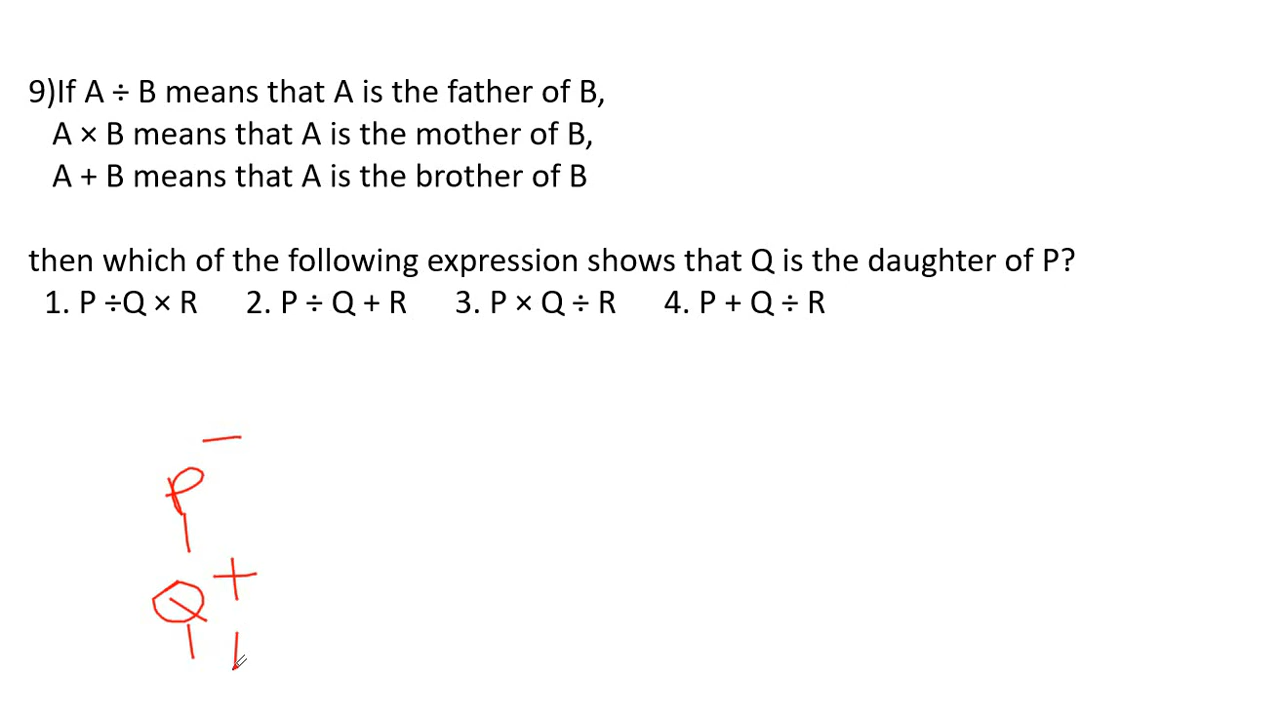 9)If A ÷ B means that A is the father of B,
A × B means that A is the mother of B,
A + B means that A is the brother of B
then which of the following expression shows that Q is the daughter of P?
1. P ÷Q × R 2. P ÷ Q + R 3. P × Q ÷ R 4. P + Q ÷ R
—
P
|
+
Q
| |